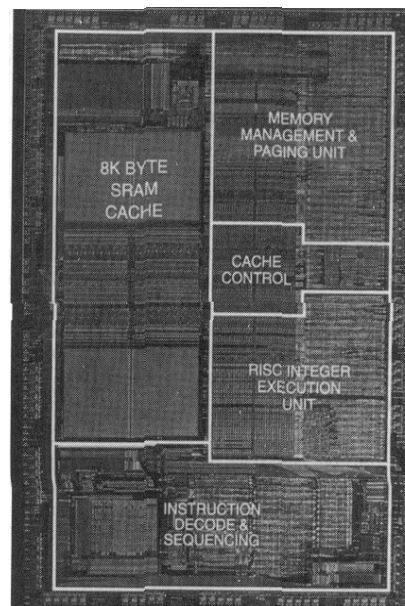 MEMORY
MANAGEMENT &
PAGING UNIT
8K BYTE
SRAM
CACHE
CACHE
CONTROL
RISC INTEGER
EXECUTION
UNIT
INSTRUCTION
DECODE &
SEQUENCING